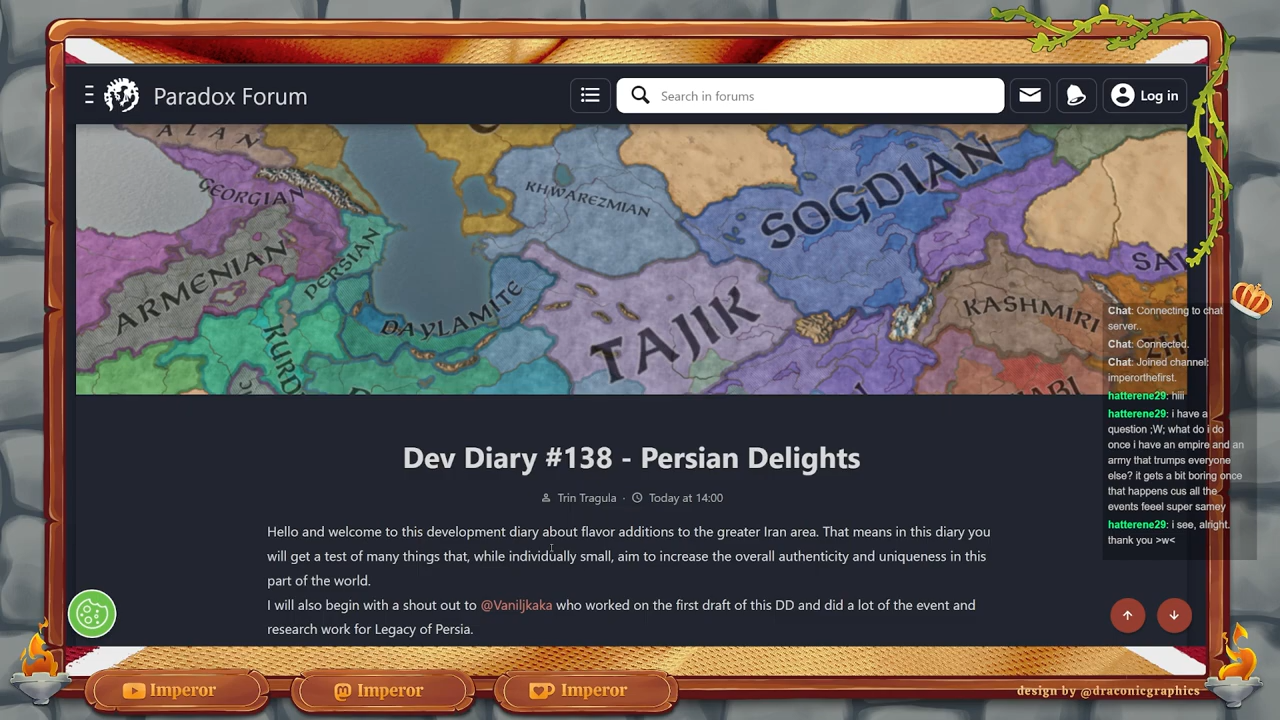 Paradox Forum
Search in forums
Log in
ALAN
GEORGIAN
KHWAREZMIAN
SOGDIAN
ARMENIAN
PERSIAN
DAYLAMITE
TAJIK
KASHMIRI
KURD
Dev Diary #138 - Persian Delights
Trin Tragula · Today at 14:00
Hello and welcome to this development diary about flavor additions to the greater Iran area. That means in this diary you
will get a test of many things that, while individually small, aim to increase the overall authenticity and uniqueness in this
part of the world.
I will also begin with a shout out to @Vaniljkaka who worked on the first draft of this DD and did a lot of the event and
research work for Legacy of Persia.
Chat: Connecting to chat
server..
Chat: Connected.
Chat: Joined channel:
imperorthefirst.
hatterene29: hiii
hatterene29: i have a
question ;W; what do i do
once i have an empire and an
army that trumps everyone
else? it gets a bit boring once
that happens cus all the
events feeel super samey
hatterene29: i see, alright.
thank you >w<
Imperor
Imperor
Imperor
design by @draconicgraphics